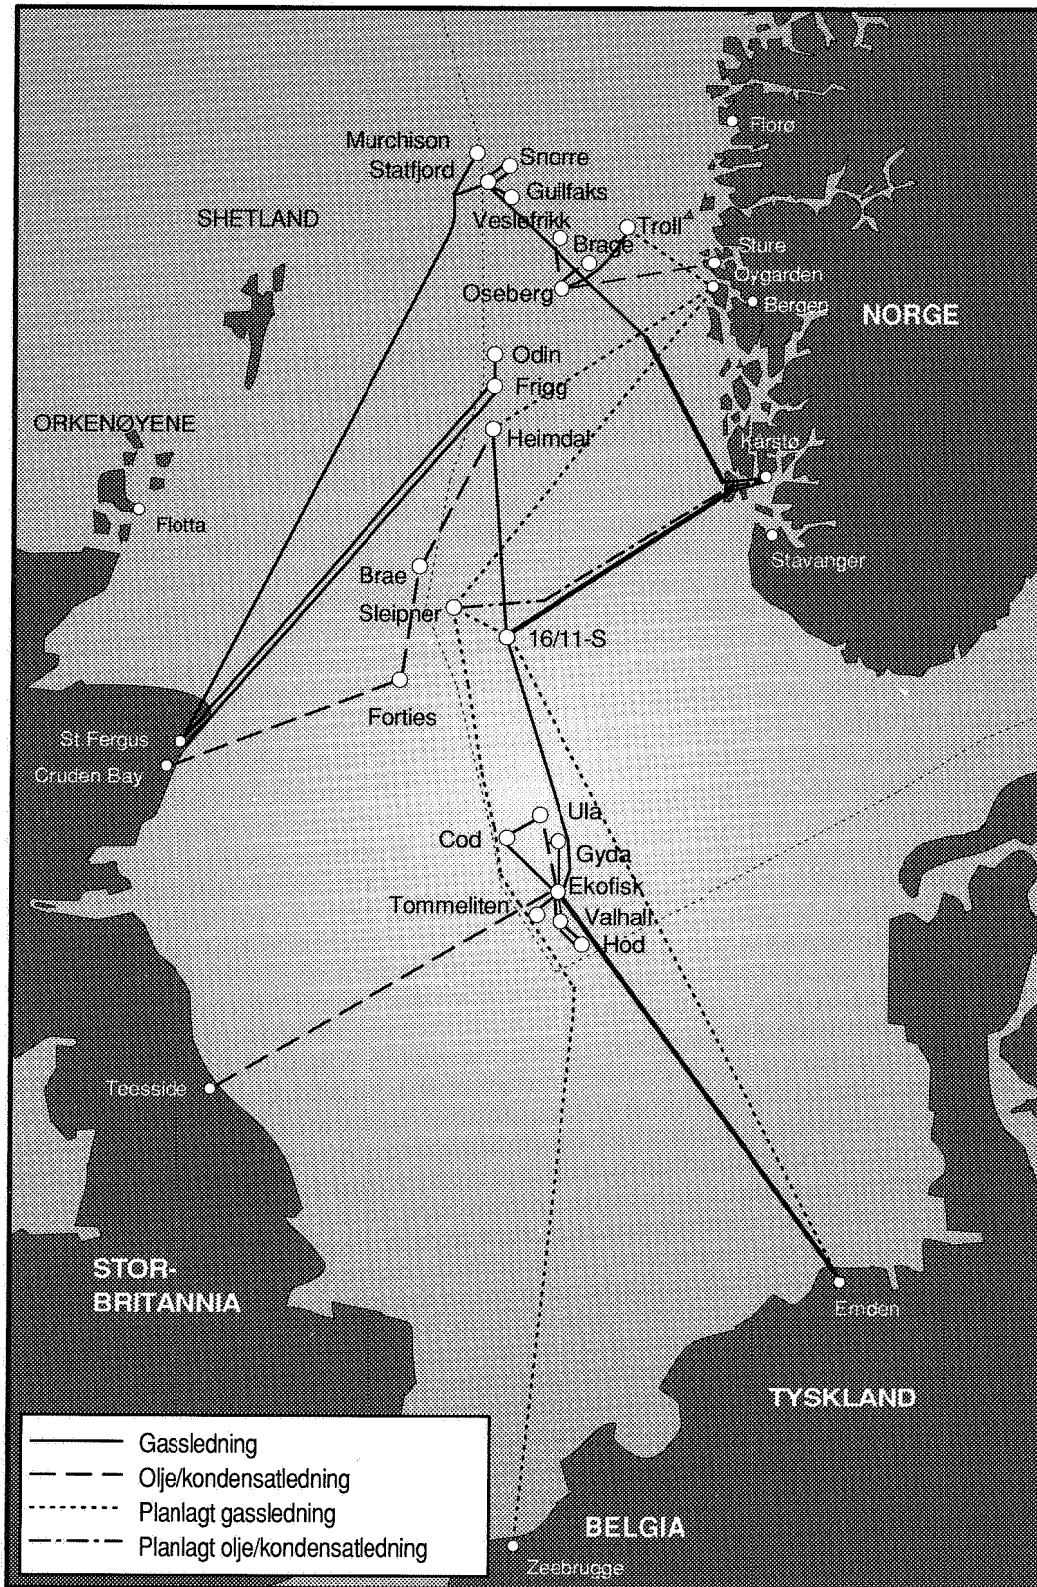 Florø
Murchison
Snorre
Statfjord
Gullfaks
SHETLAND
Veslefrikk
Troll
Brage
Sture
Oygarden
Oseberg
Bergen
NORGE
Odin
Frigg
ORKENØYENE
Heimdal
Karstø
Flotta
Stavanger
Brae
Sleipner
16/11-S
Forties
St Fergus
Cruden Bay
Ula
Cod
Gyda
Ekofisk
Tommeliten
Valhall
Hod
Teesside
STOR-
BRITANNIA
Emden
TYSKLAND
Gassledning
Olje/kondensatledning
Planlagt gassledning
BELGIA
Planlagt olje/kondensatledning
Zeebrugge